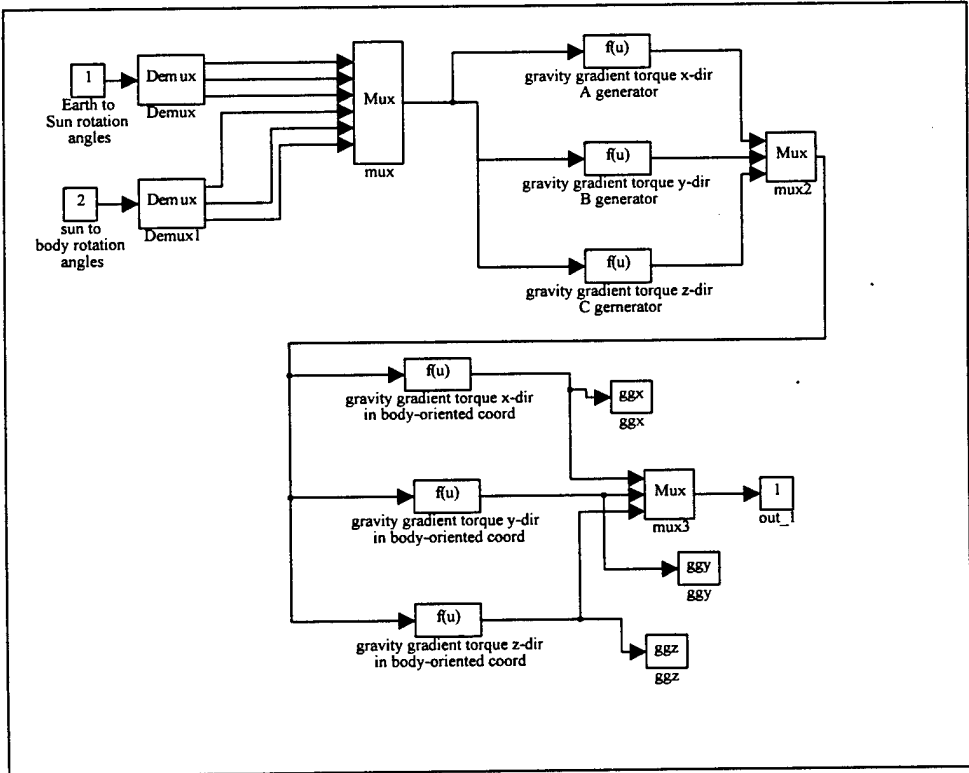 1
Earth to
Sun rotation
angles
Demux
Demux
2
sun to
body rotation
angles
Demux
Demux1
Mux
mux
f(u)
gravity gradient torque x-dir
A generator
f(u)
gravity gradient torque y-dir
B generator
f(u)
gravity gradient torque z-dir
C gernerator
Mux
mux2
f(u)
gravity gradient torque x-dir
in body-oriented coord
ggx
ggx
f(u)
gravity gradient torque y-dir
in body-oriented coord
Mux
mux3
1
out_1
ggy
ggy
f(u)
gravity gradient torque z-dir
in body-oriented coord
ggz
ggz